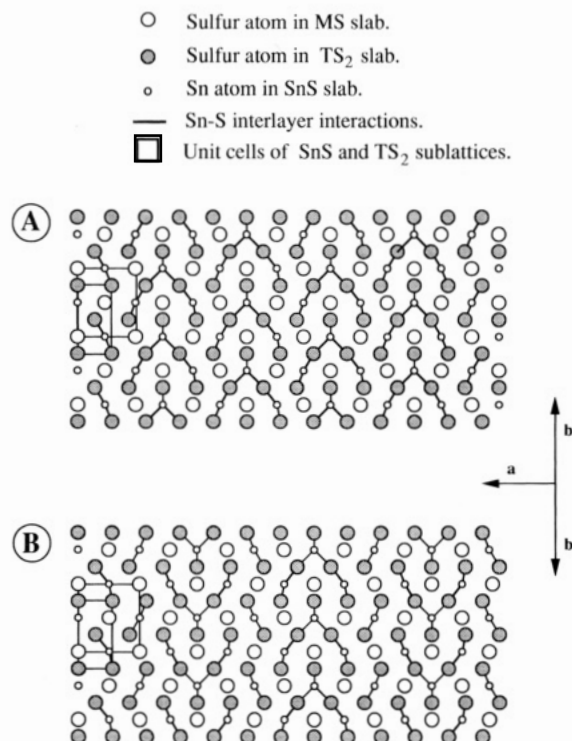 Sulfur atom in MS slab.
Sulfur atom in TS₂ slab.
Sn atom in SnS slab.
Sn-S interlayer interactions.
Unit cells of SnS and TS₂ sublattices.
A
b
a
b
B